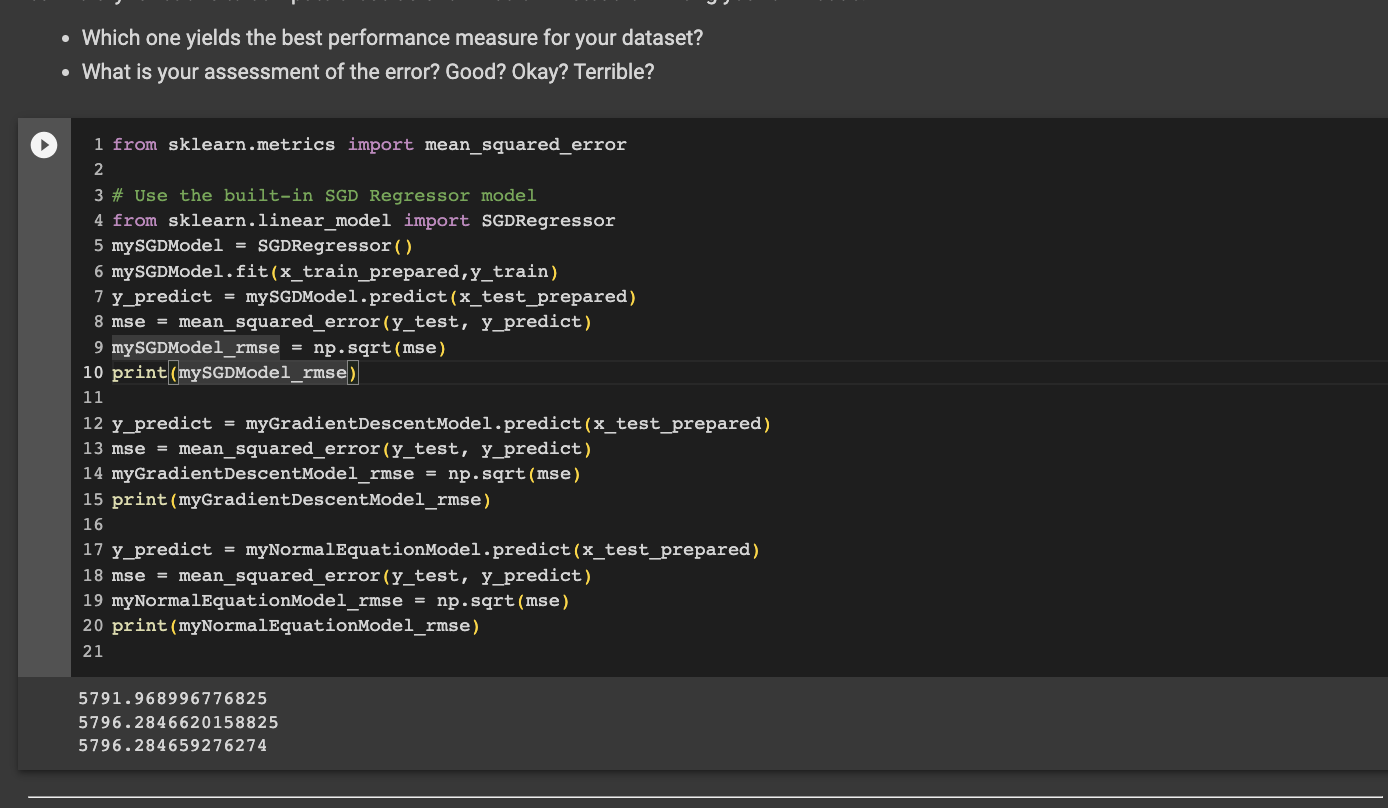 • Which one yields the best performance measure for your dataset?
• What is your assessment of the error? Good? Okay? Terrible?
1 from sklearn.metrics import mean_squared_error
2
3 # Use the built-in SGD Regressor model
4 from sklearn.linear_model import SGDRegressor
5 mySGDModel = SGDRegressor()
6 mySGDModel.fit(x_train_prepared,y_train)
7 y_predict = mySGDModel.predict(x_test_prepared)
8 mse = mean_squared_error(y_test, y_predict)
9 mySGDModel_rmse = np.sqrt(mse)
10 print(mySGDModel_rmse)
11
12 y_predict = myGradientDescentModel.predict(x_test_prepared)
13 mse = mean_squared_error(y_test, y_predict)
14 myGradientDescentModel_rmse = np.sqrt(mse)
15 print(myGradientDescentModel_rmse)
16
17 y_predict = myNormalEquationModel.predict(x_test_prepared)
18 mse = mean_squared_error(y_test, y_predict)
19 myNormalEquationModel_rmse = np.sqrt(mse)
20 print(myNormalEquationModel_rmse)
21
5791.968996776825
5796.2846620158825
5796.284659276274